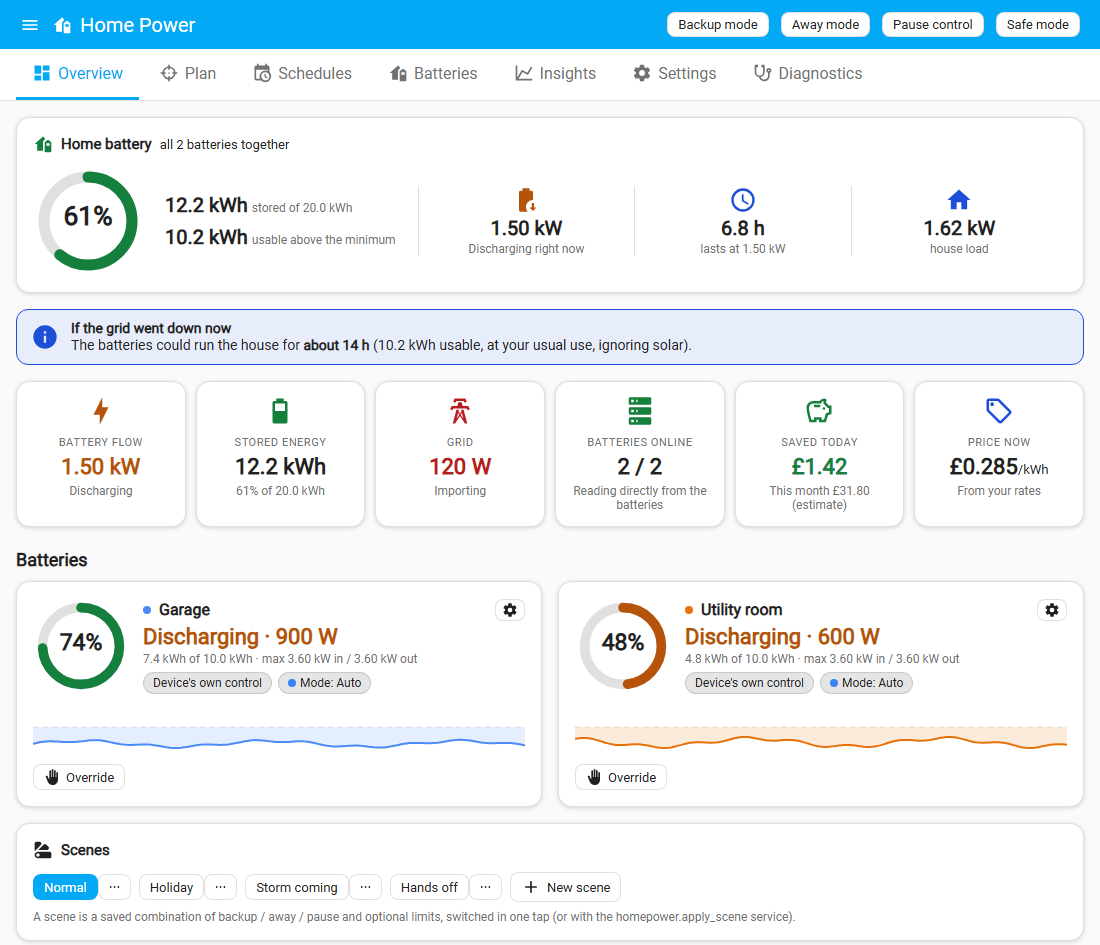 Home Power
Backup mode
Away mode
Pause control
Safe mode
Overview
Plan
Schedules
Batteries
Insights
Settings
Diagnostics
Home battery all 2 batteries together
61%
12.2 kWh stored of 20.0 kWh
10.2 kWh usable above the minimum
1.50 kW
Discharging right now
6.8 h
lasts at 1.50 kW
1.62 kW
house load
If the grid went down now
The batteries could run the house for about 14 h (10.2 kWh usable, at your usual use, ignoring solar).
BATTERY FLOW
1.50 kW
Discharging
STORED ENERGY
12.2 kWh
61% of 20.0 kWh
GRID
120 W
Importing
BATTERIES ONLINE
2 / 2
Reading directly from the
batteries
SAVED TODAY
£1.42
This month £31.80
(estimate)
PRICE NOW
£0.285/kWh
From your rates
Batteries
74%
Garage
Discharging · 900 W
7.4 kWh of 10.0 kWh · max 3.60 kW in / 3.60 kW out
Device's own control
Mode: Auto
Override
48%
Utility room
Discharging · 600 W
4.8 kWh of 10.0 kWh · max 3.60 kW in / 3.60 kW out
Device's own control
Mode: Auto
Override
Scenes
Normal ··· Holiday ··· Storm coming ··· Hands off ··· + New scene
A scene is a saved combination of backup / away / pause and optional limits, switched in one tap (or with the homepower.apply_scene service).